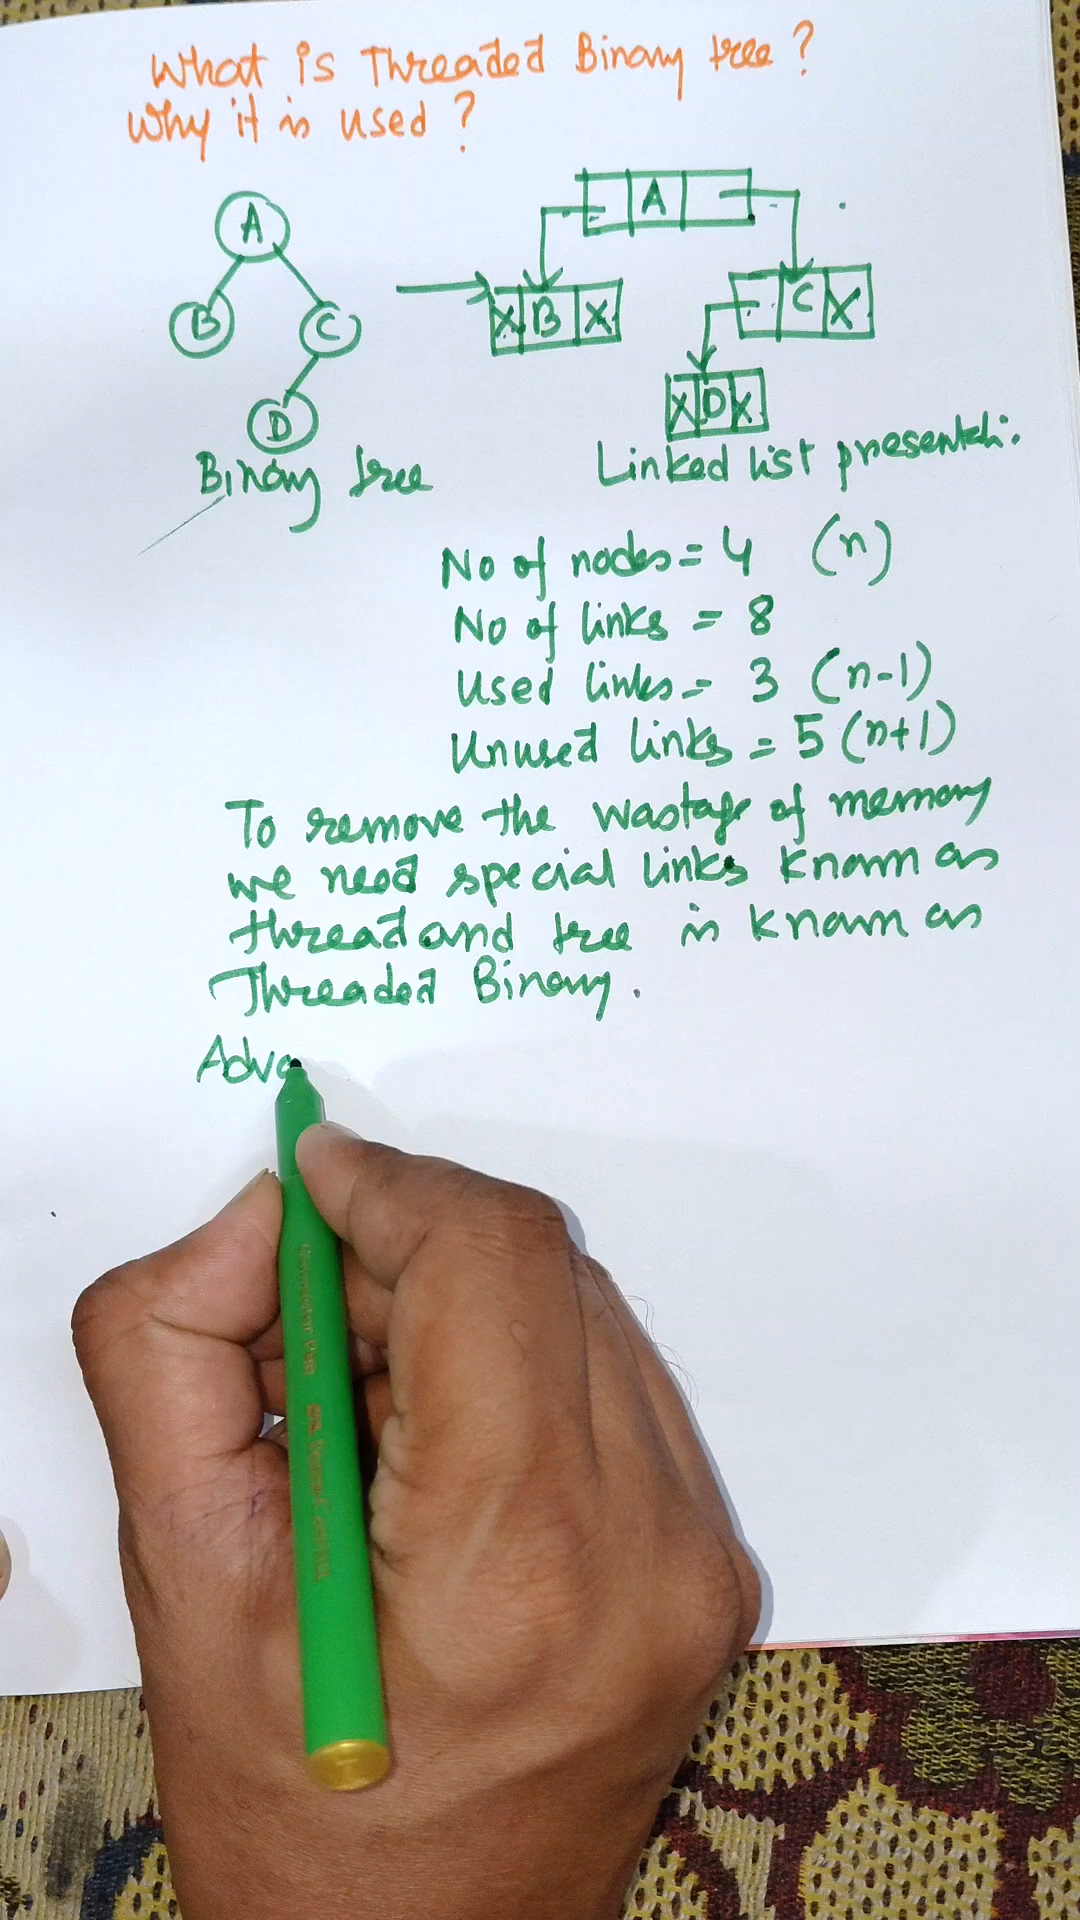 What is Threaded Binary tree?
Why it is used?
A
B C
D
Binary tree
A
X B X C X
X D X
Linked list presentati.
No of nodes = 4 (n)
No of links = 8
Used links = 3 (n-1)
Unused links = 5 (n+1)
To remove the wastage of memory
we need special links known as
thread and tree is known as
Threaded Binary.
Adva